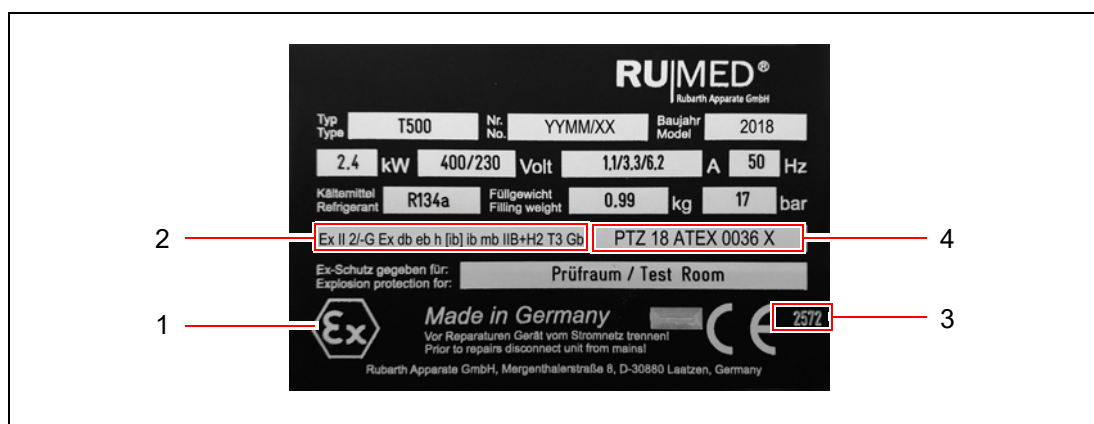 RU|MED®
Rubarth Apparate GmbH
Typ
Type
T500
Nr.
No.
YYMM/XX
Baujahr
Model
2018
2.4 kW 400/230 Volt 1,1/3,3/6,2 A 50 Hz
Kältemittel
Refrigerant
R134a
Füllgewicht
Filling weight
0,99 kg 17 bar
2
Ex II 2/-G Ex db eb h [ib] ib mb IIB+H2 T3 Gb
PTZ 18 ATEX 0036 X
4
Ex-Schutz gegeben für:
Explosion protection for:
Prüfraum / Test Room
1
Ex
Made in Germany
Vor Reparaturen Gerät vom Stromnetz trennen!
Prior to repairs disconnect unit from mains!
CE
2572
3
Rubarth Apparate GmbH, Mergenthalerstraße 8, D-30880 Laatzen, Germany